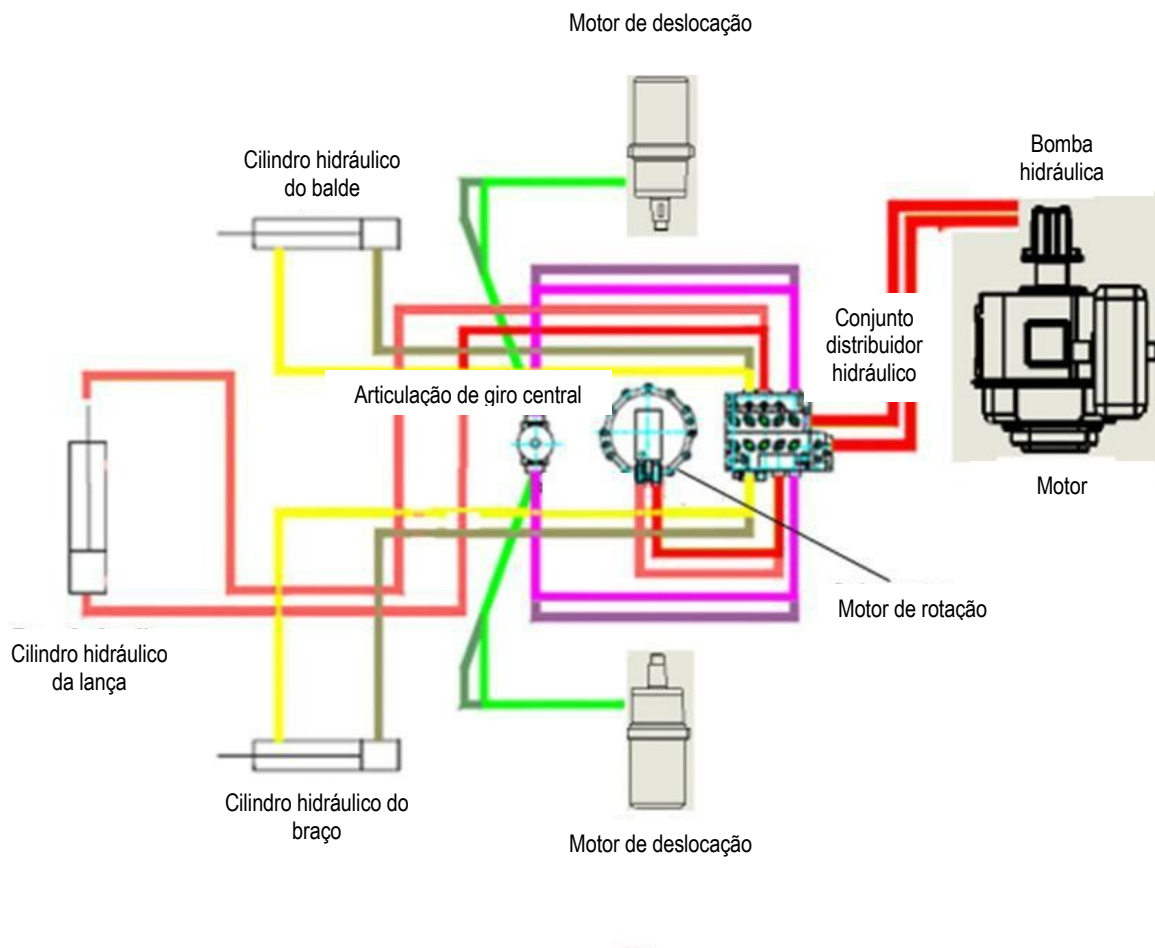 Motor de deslocação
Bomba
hidráulica
Cilindro hidráulico
do balde
Conjunto
distribuidor
hidráulico
Articulação de giro central
Motor
Motor de rotação
Cilindro hidráulico
da lança
Cilindro hidráulico do
braço
Motor de deslocação